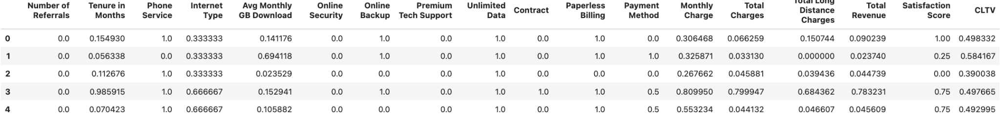 Number of Referrals Tenure in Months Phone Service Internet Type Avg Monthly GB Download Online Security Online Backup Premium Tech Support Unlimited Data Contract Paperless Billing Payment Method Monthly Charge Total Charges Total Long Distance Charges Total Revenue Satisfaction Score CLTV
0 0.0 0.154930 1.0 0.333333 0.141176 0.0 1.0 0.0 1.0 0.0 1.0 0.0 0.306468 0.066259 0.150744 0.090239 1.00 0.498332
1 0.0 0.056338 0.0 0.333333 0.694118 0.0 1.0 0.0 1.0 0.0 1.0 1.0 0.325871 0.033130 0.000000 0.023740 0.25 0.584167
2 0.0 0.112676 1.0 0.333333 0.023529 0.0 0.0 0.0 1.0 0.0 0.0 0.0 0.267662 0.045881 0.039436 0.044739 0.00 0.390038
3 0.0 0.985915 1.0 0.666667 0.152941 0.0 1.0 0.0 1.0 1.0 1.0 0.5 0.809950 0.799947 0.684362 0.783231 0.75 0.497665
4 0.0 0.070423 1.0 0.666667 0.105882 0.0 0.0 0.0 1.0 0.0 1.0 0.5 0.553234 0.044132 0.046607 0.045609 0.75 0.492995